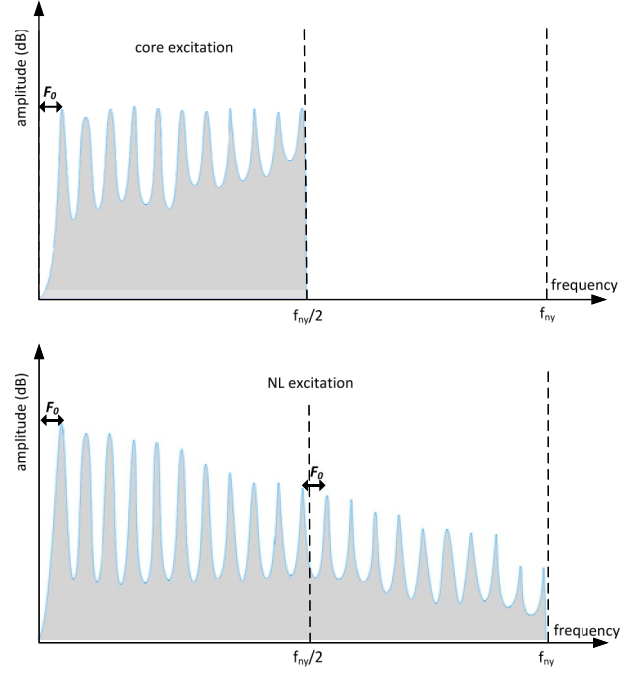 amplitude (dB)
core excitation
F₀
frequency
fny/2
fny
amplitude (dB)
NL excitation
F₀
F₀
frequency
fny/2
fny